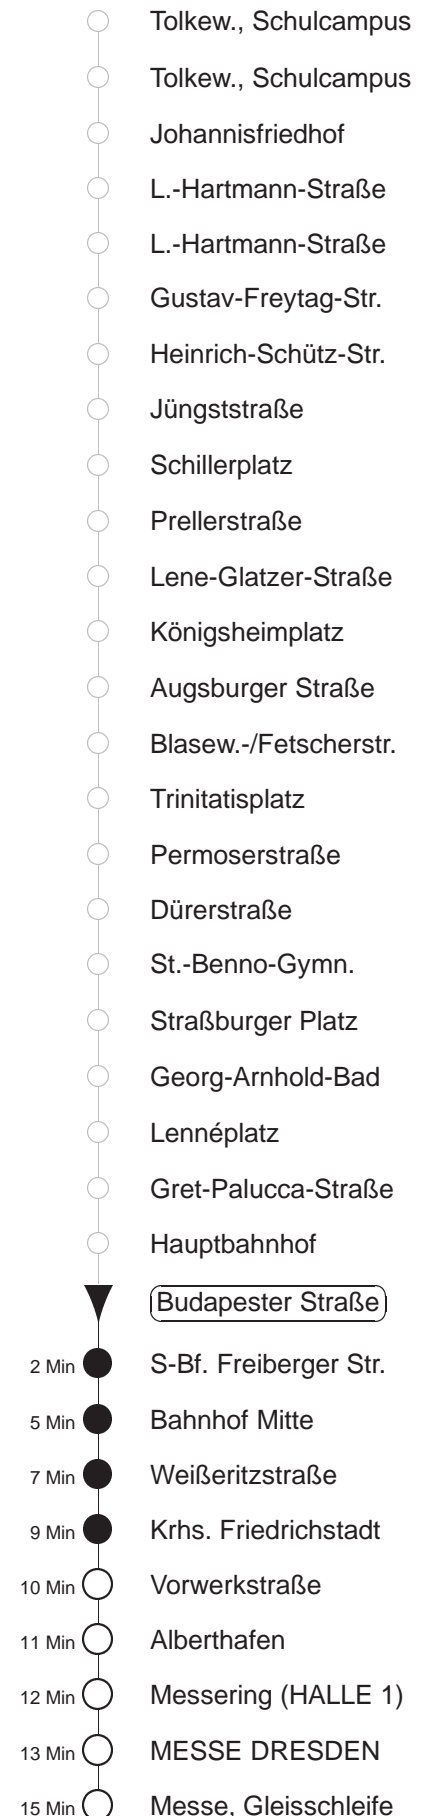 Tolkew., Schulcampus
Tolkew., Schulcampus
Johannisfriedhof
L.-Hartmann-Straße
L.-Hartmann-Straße
Gustav-Freytag-Str.
Heinrich-Schütz-Str.
Jüngststraße
Schillerplatz
Prellerstraße
Lene-Glatzer-Straße
Königsheimplatz
Augsburger Straße
Blasew.-/Fetscherstr.
Trinitatisplatz
Permoserstraße
Dürerstraße
St.-Benno-Gymn.
Straßburger Platz
Georg-Arnhold-Bad
Lennéplatz
Gret-Palucca-Straße
Hauptbahnhof
Budapester Straße
2 Min S-Bf. Freiberger Str.
5 Min Bahnhof Mitte
7 Min Weißeritzstraße
9 Min Krhs. Friedrichstadt
10 Min Vorwerkstraße
11 Min Alberthafen
12 Min Messering (HALLE 1)
13 Min MESSE DRESDEN
15 Min Messe, Gleisschleife